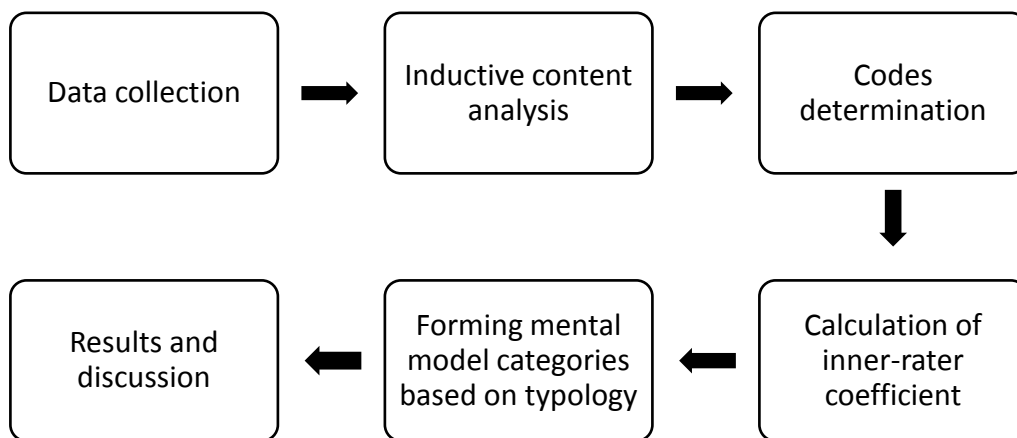 Data collection
Inductive content
analysis
Codes
determination
Calculation of
inner-rater
coefficient
Forming mental
model categories
based on typology
Results and
discussion